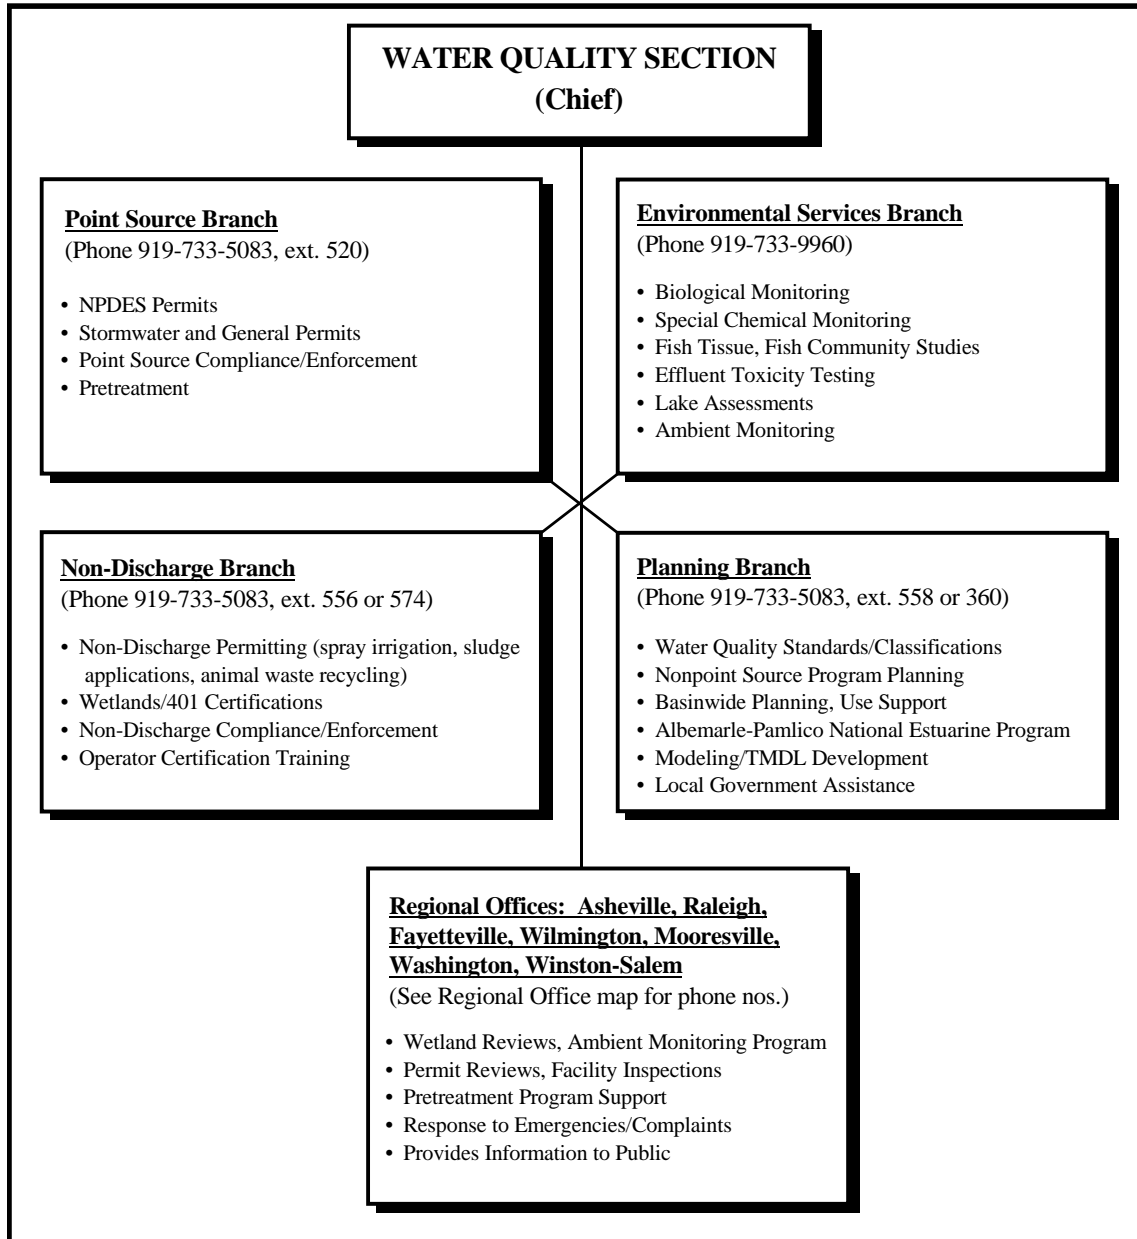 WATER QUALITY SECTION
(Chief)
Point Source Branch
(Phone 919-733-5083, ext. 520)
• NPDES Permits
• Stormwater and General Permits
• Point Source Compliance/Enforcement
• Pretreatment
Environmental Services Branch
(Phone 919-733-9960)
• Biological Monitoring
• Special Chemical Monitoring
• Fish Tissue, Fish Community Studies
• Effluent Toxicity Testing
• Lake Assessments
• Ambient Monitoring
Non-Discharge Branch
(Phone 919-733-5083, ext. 556 or 574)
• Non-Discharge Permitting (spray irrigation, sludge
applications, animal waste recycling)
• Wetlands/401 Certifications
• Non-Discharge Compliance/Enforcement
• Operator Certification Training
Planning Branch
(Phone 919-733-5083, ext. 558 or 360)
• Water Quality Standards/Classifications
• Nonpoint Source Program Planning
• Basinwide Planning, Use Support
• Albemarle-Pamlico National Estuarine Program
• Modeling/TMDL Development
• Local Government Assistance
Regional Offices:  Asheville, Raleigh,
Fayetteville, Wilmington, Mooresville,
Washington, Winston-Salem
(See Regional Office map for phone nos.)
• Wetland Reviews, Ambient Monitoring Program
• Permit Reviews, Facility Inspections
• Pretreatment Program Support
• Response to Emergencies/Complaints
• Provides Information to Public